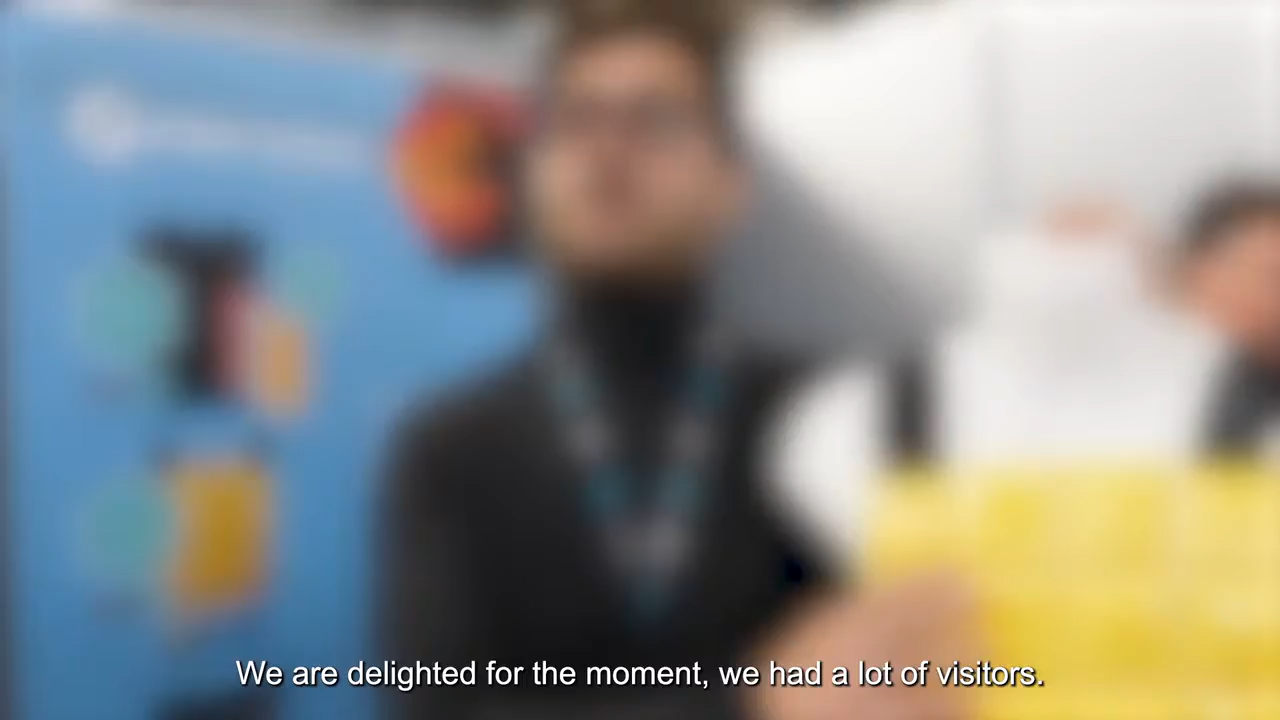 We are delighted for the moment, we had a lot of visitors.